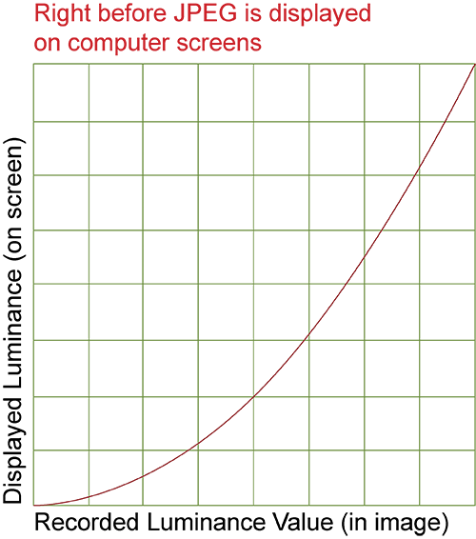 Right before JPEG is displayed
on computer screens
Displayed Luminance (on screen)
Recorded Luminance Value (in image)